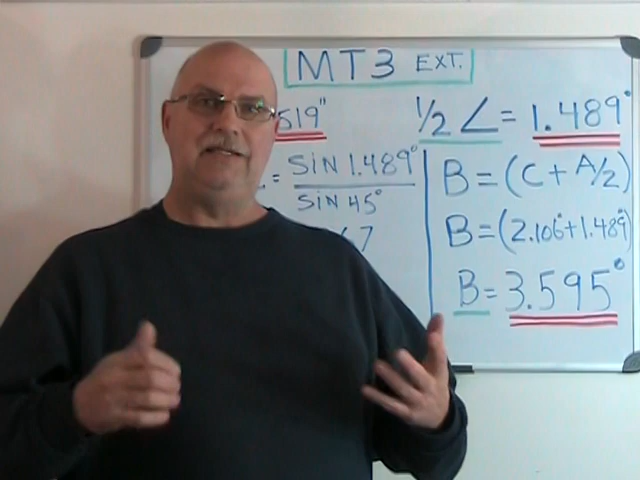 MT3 EXT.
519"
1/2 ∠ = 1.489°
= sin 1.489° / sin 45°
67
B = (C + A/2)
B = (2.106° + 1.489°)
B = 3.595°